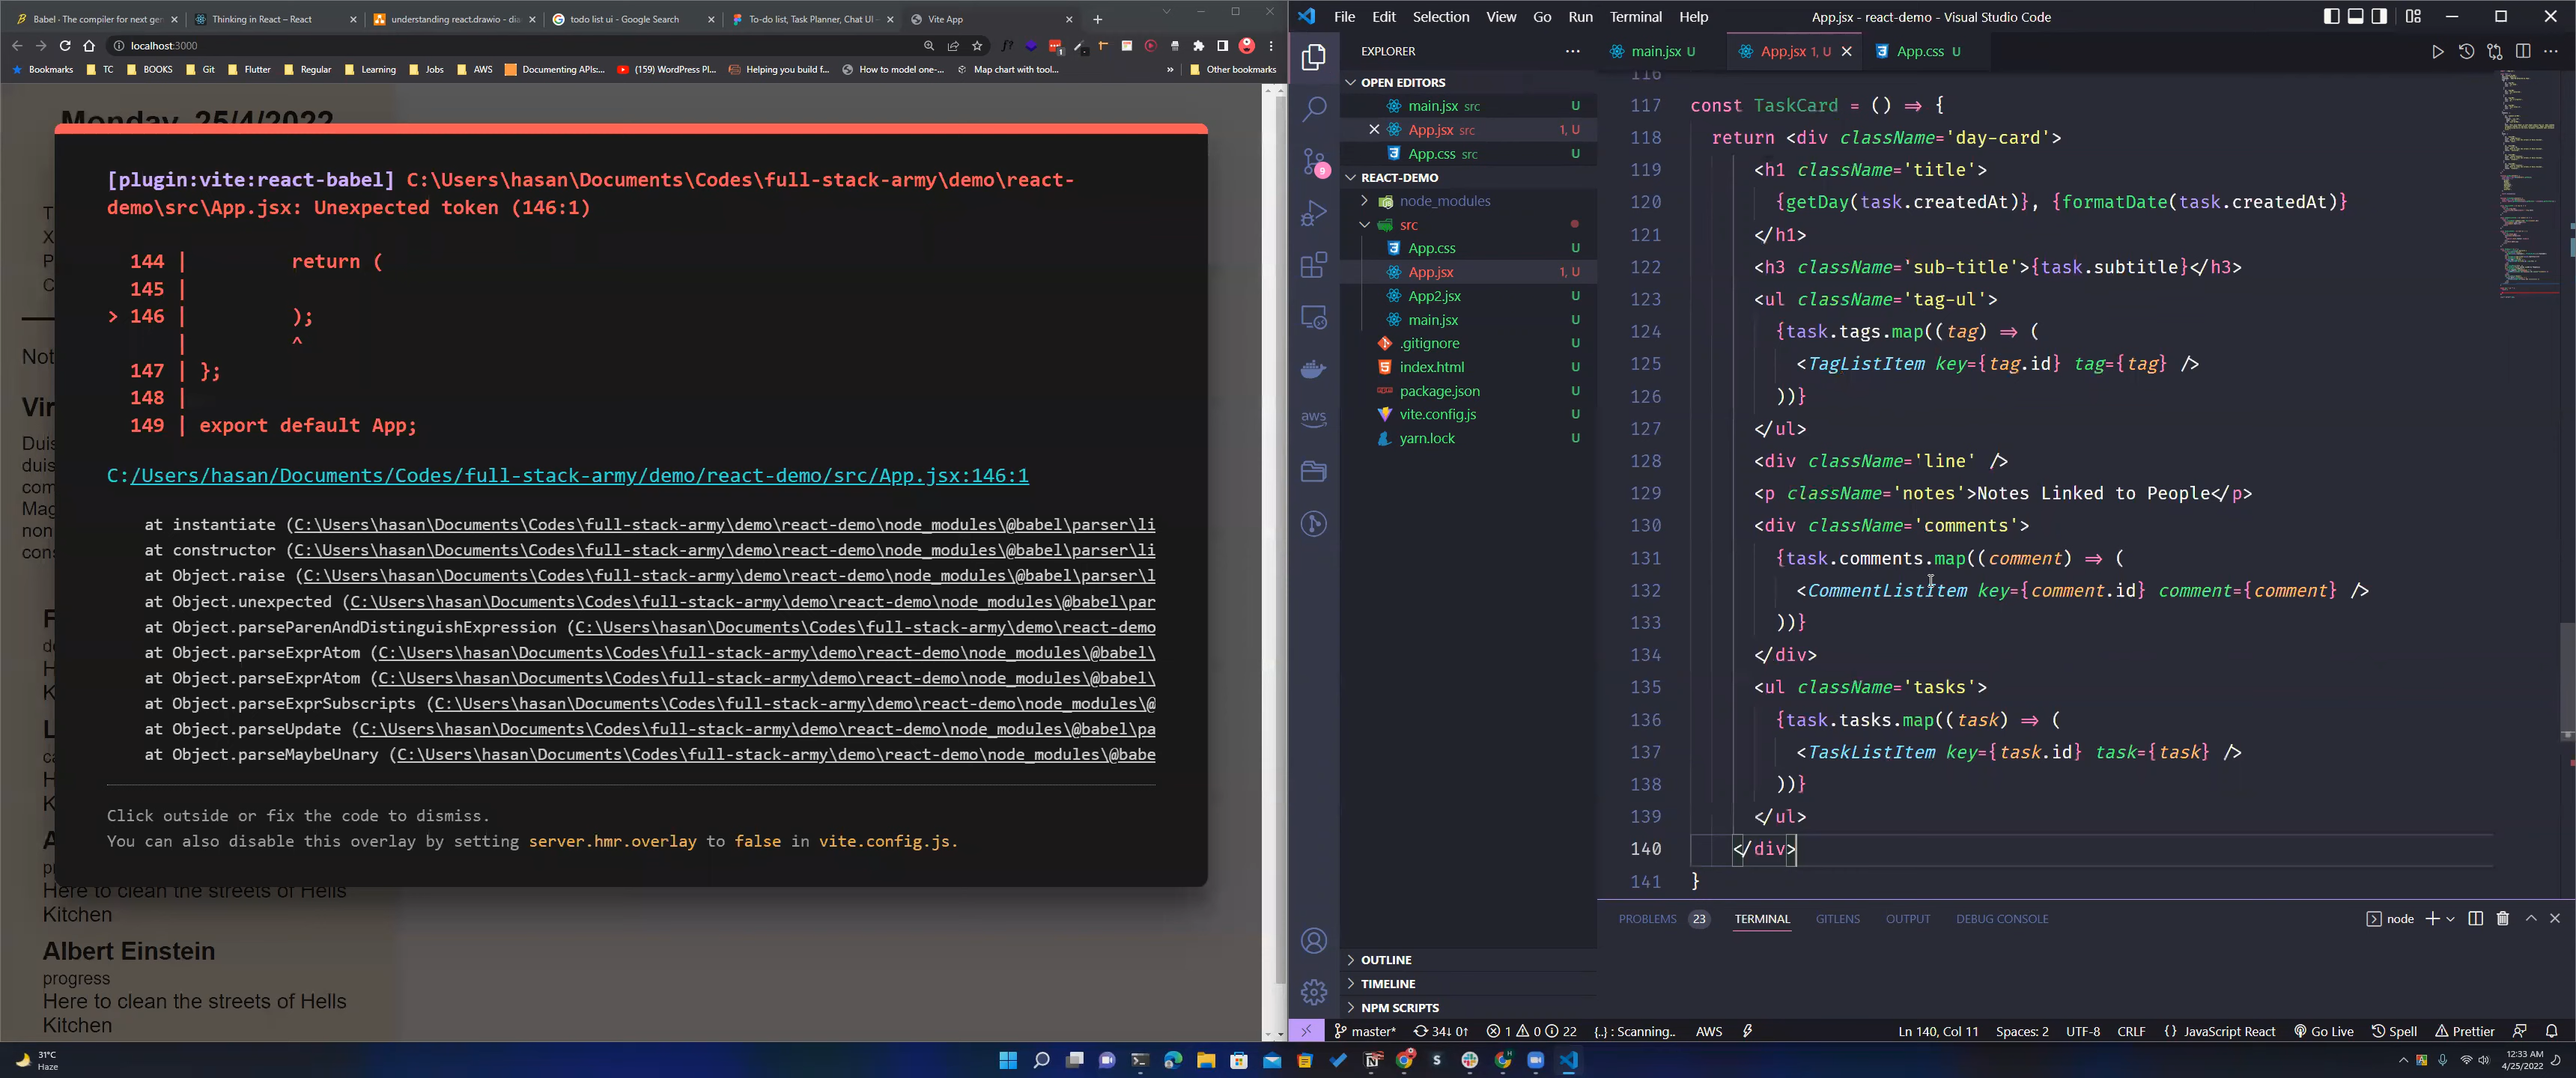 Babel · The compiler for next gen
Thinking in React – React
understanding react.drawio - dia
todo list ui - Google Search
To-do list, Task Planner, Chat UI –
Vite App
localhost:3000
Bookmarks
TC
BOOKS
Git
Flutter
Regular
Learning
Jobs
AWS
Documenting APIs:...
(159) WordPress Pl...
Helping you build f...
How to model one-...
Map chart with tool...
»
Other bookmarks
Monday, 25/4/2022
[plugin:vite:react-babel] C:\Users\hasan\Documents\Codes\full-stack-army\demo\react-
demo\src\App.jsx: Unexpected token (146:1)
144 | return (
145 |
> 146 | );
| ^
147 | };
148 |
149 | export default App;
C:/Users/hasan/Documents/Codes/full-stack-army/demo/react-demo/src/App.jsx:146:1
at instantiate (C:\Users\hasan\Documents\Codes\full-stack-army\demo\react-demo\node_modules\@babel\parser\li
at constructor (C:\Users\hasan\Documents\Codes\full-stack-army\demo\react-demo\node_modules\@babel\parser\li
at Object.raise (C:\Users\hasan\Documents\Codes\full-stack-army\demo\react-demo\node_modules\@babel\parser\l
at Object.unexpected (C:\Users\hasan\Documents\Codes\full-stack-army\demo\react-demo\node_modules\@babel\par
at Object.parseParenAndDistinguishExpression (C:\Users\hasan\Documents\Codes\full-stack-army\demo\react-demo
at Object.parseExprAtom (C:\Users\hasan\Documents\Codes\full-stack-army\demo\react-demo\node_modules\@babel\
at Object.parseExprAtom (C:\Users\hasan\Documents\Codes\full-stack-army\demo\react-demo\node_modules\@babel\
at Object.parseExprSubscripts (C:\Users\hasan\Documents\Codes\full-stack-army\demo\react-demo\node_modules\@
at Object.parseUpdate (C:\Users\hasan\Documents\Codes\full-stack-army\demo\react-demo\node_modules\@babel\pa
at Object.parseMaybeUnary (C:\Users\hasan\Documents\Codes\full-stack-army\demo\react-demo\node_modules\@babe
Click outside or fix the code to dismiss.
You can also disable this overlay by setting server.hmr.overlay to false in vite.config.js.
Not
Vir
Duis
duis
com
Mag
non
cons
Here to clean the streets of Hells
Kitchen
Albert Einstein
progress
Here to clean the streets of Hells
Kitchen
File Edit Selection View Go Run Terminal Help
App.jsx - react-demo - Visual Studio Code
EXPLORER
OPEN EDITORS
main.jsx src U
App.jsx src 1, U
App.css src U
REACT-DEMO
node_modules
src
App.css U
App.jsx 1, U
App2.jsx U
main.jsx U
.gitignore U
index.html U
package.json U
vite.config.js U
yarn.lock U
OUTLINE
TIMELINE
NPM SCRIPTS
9
aws
main.jsx U
App.jsx 1, U
App.css U
116
117 const TaskCard = () => {
118 return <div className='day-card'>
119 <h1 className='title'>
120 {getDay(task.createdAt)}, {formatDate(task.createdAt)}
121 </h1>
122 <h3 className='sub-title'>{task.subtitle}</h3>
123 <ul className='tag-ul'>
124 {task.tags.map((tag) => (
125 <TagListItem key={tag.id} tag={tag} />
126 ))}
127 </ul>
128 <div className='line' />
129 <p className='notes'>Notes Linked to People</p>
130 <div className='comments'>
131 {task.comments.map((comment) => (
132 <CommentListItem key={comment.id} comment={comment} />
133 ))}
134 </div>
135 <ul className='tasks'>
136 {task.tasks.map((task) => (
137 <TaskListItem key={task.id} task={task} />
138 ))}
139 </ul>
140 </div>
141 }
PROBLEMS 23 TERMINAL GITLENS OUTPUT DEBUG CONSOLE
node
master* 34↓ 0↑ 1 0 22 {..} : Scanning.. AWS
Ln 140, Col 11 Spaces: 2 UTF-8 CRLF {} JavaScript React Go Live Spell Prettier
31°C
Haze
12:33 AM
4/25/2022